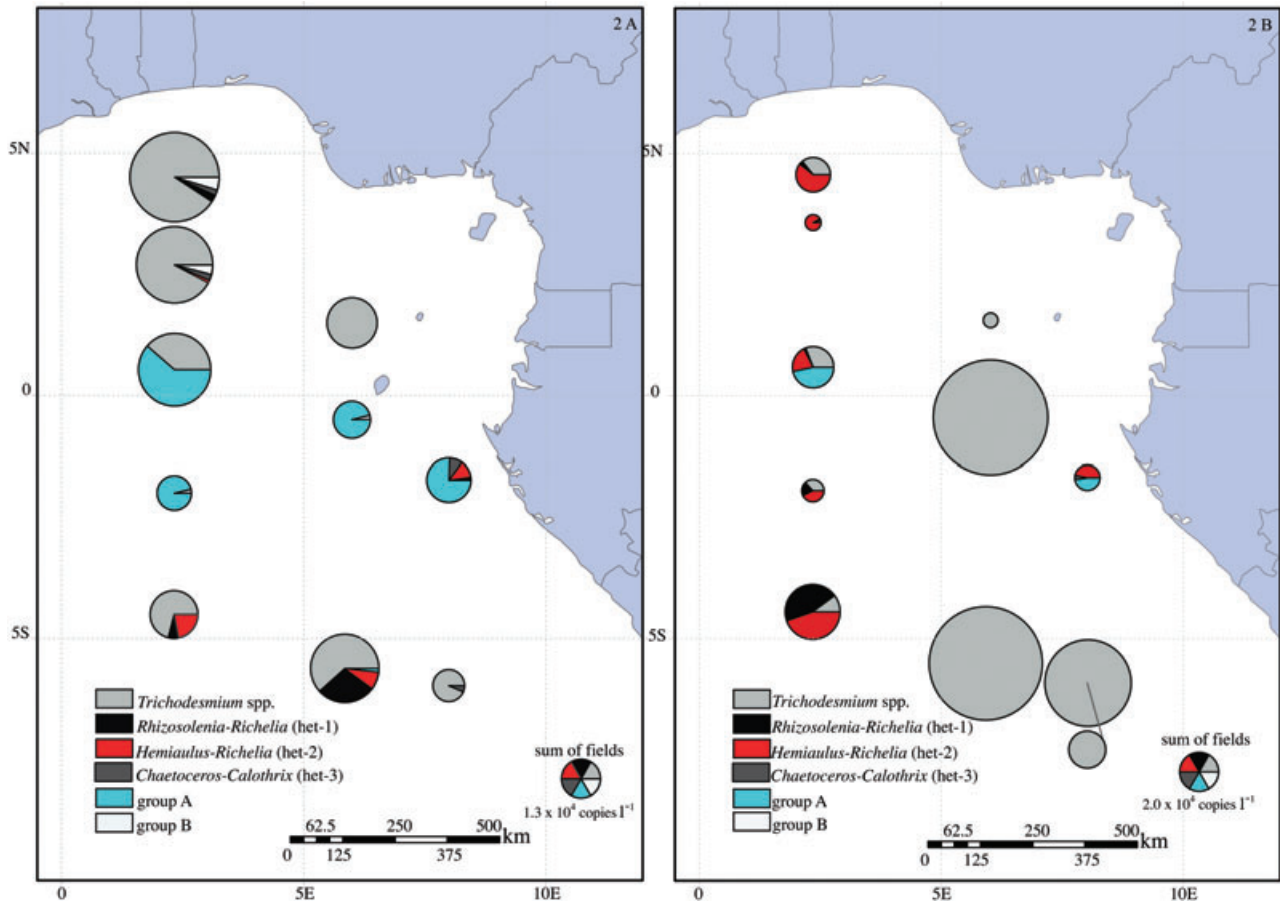 2 A
5N
0
5S
Trichodesmium spp.
Rhizosolenia-Richelia (het-1)
Hemiaulus-Richelia (het-2)
Chaetoceros-Calothrix (het-3)
group A
group B
sum of fields
1.3 x 10⁴ copies l⁻¹
62.5 250 500
km
0 125 375
0 5E 10E
2 B
5N
0
5S
Trichodesmium spp.
Rhizosolenia-Richelia (het-1)
Hemiaulus-Richelia (het-2)
Chaetoceros-Calothrix (het-3)
group A
group B
sum of fields
2.0 x 10⁴ copies l⁻¹
62.5 250 500
km
0 125 375
0 5E 10E